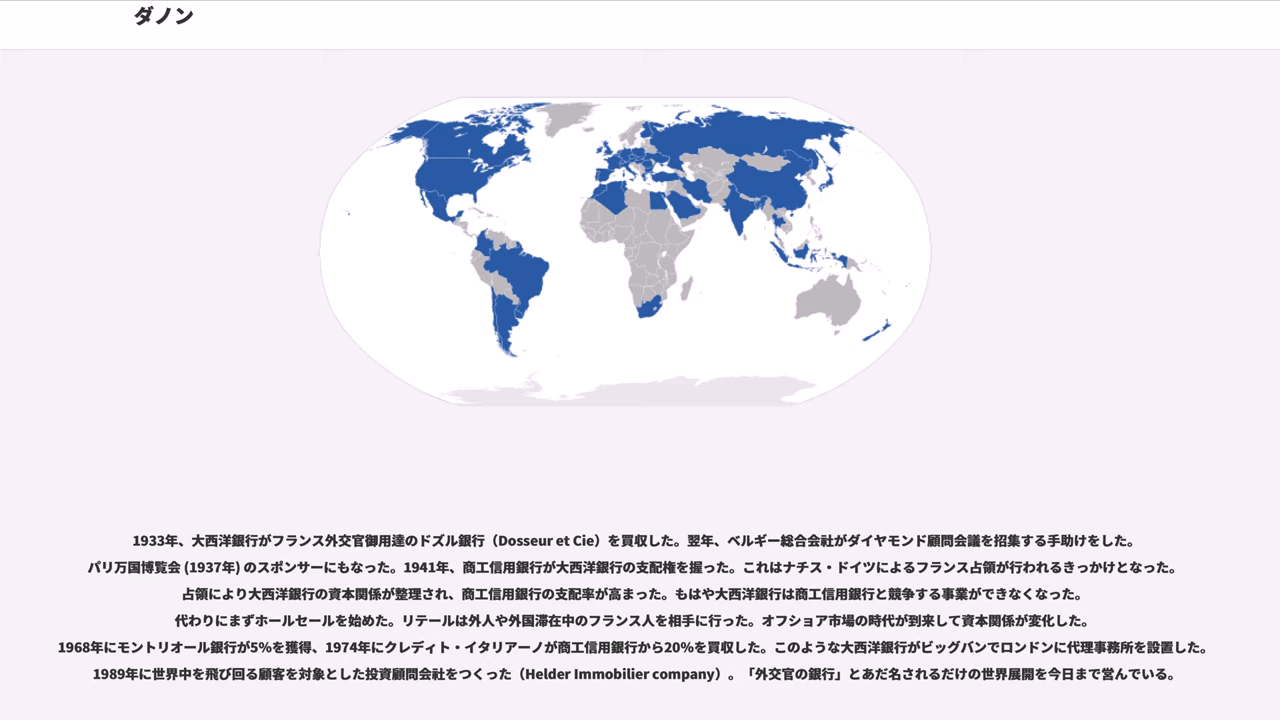 ダノン
1933年、大西洋銀行がフランス外交官御用達のドズル銀行（Dosseur et Cie）を買収した。翌年、ベルギー総合会社がダイヤモンド顧問会議を招集する手助けをした。
パリ万国博覧会 (1937年) のスポンサーにもなった。1941年、商工信用銀行が大西洋銀行の支配権を握った。これはナチス・ドイツによるフランス占領が行われるきっかけとなった。
占領により大西洋銀行の資本関係が整理され、商工信用銀行の支配率が高まった。もはや大西洋銀行は商工信用銀行と競争する事業ができなくなった。
代わりにまずホールセールを始めた。リテールは外人や外国滞在中のフランス人を相手に行った。オフショア市場の時代が到来して資本関係が変化した。
1968年にモントリオール銀行が5%を獲得、1974年にクレディト・イタリアーノが商工信用銀行から20%を買収した。このような大西洋銀行がビッグバンでロンドンに代理事務所を設置した。
1989年に世界中を飛び回る顧客を対象とした投資顧問会社をつくった（Helder Immobilier company）。「外交官の銀行」とあだ名されるだけの世界展開を今日まで営んでいる。